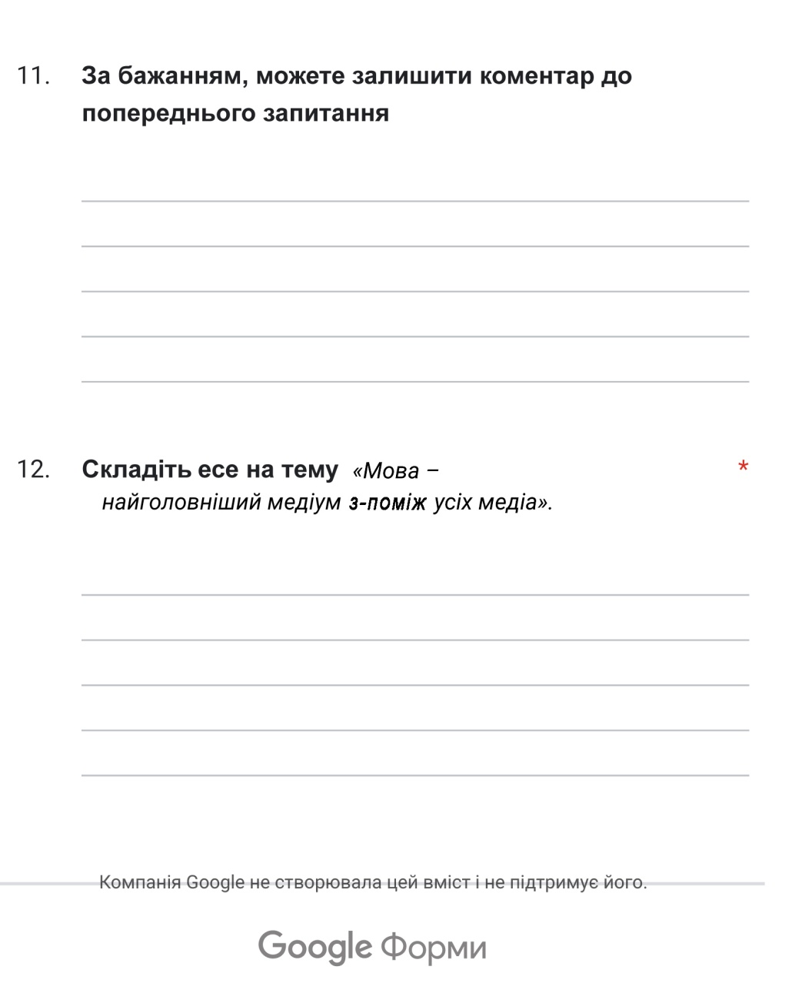 11. За бажанням, можете залишити коментар до
попереднього запитання
12. Складіть есе на тему «Мова – *
найголовніший медіум з-поміж усіх медіа».
Компанія Google не створювала цей вміст і не підтримує його.
Google Форми